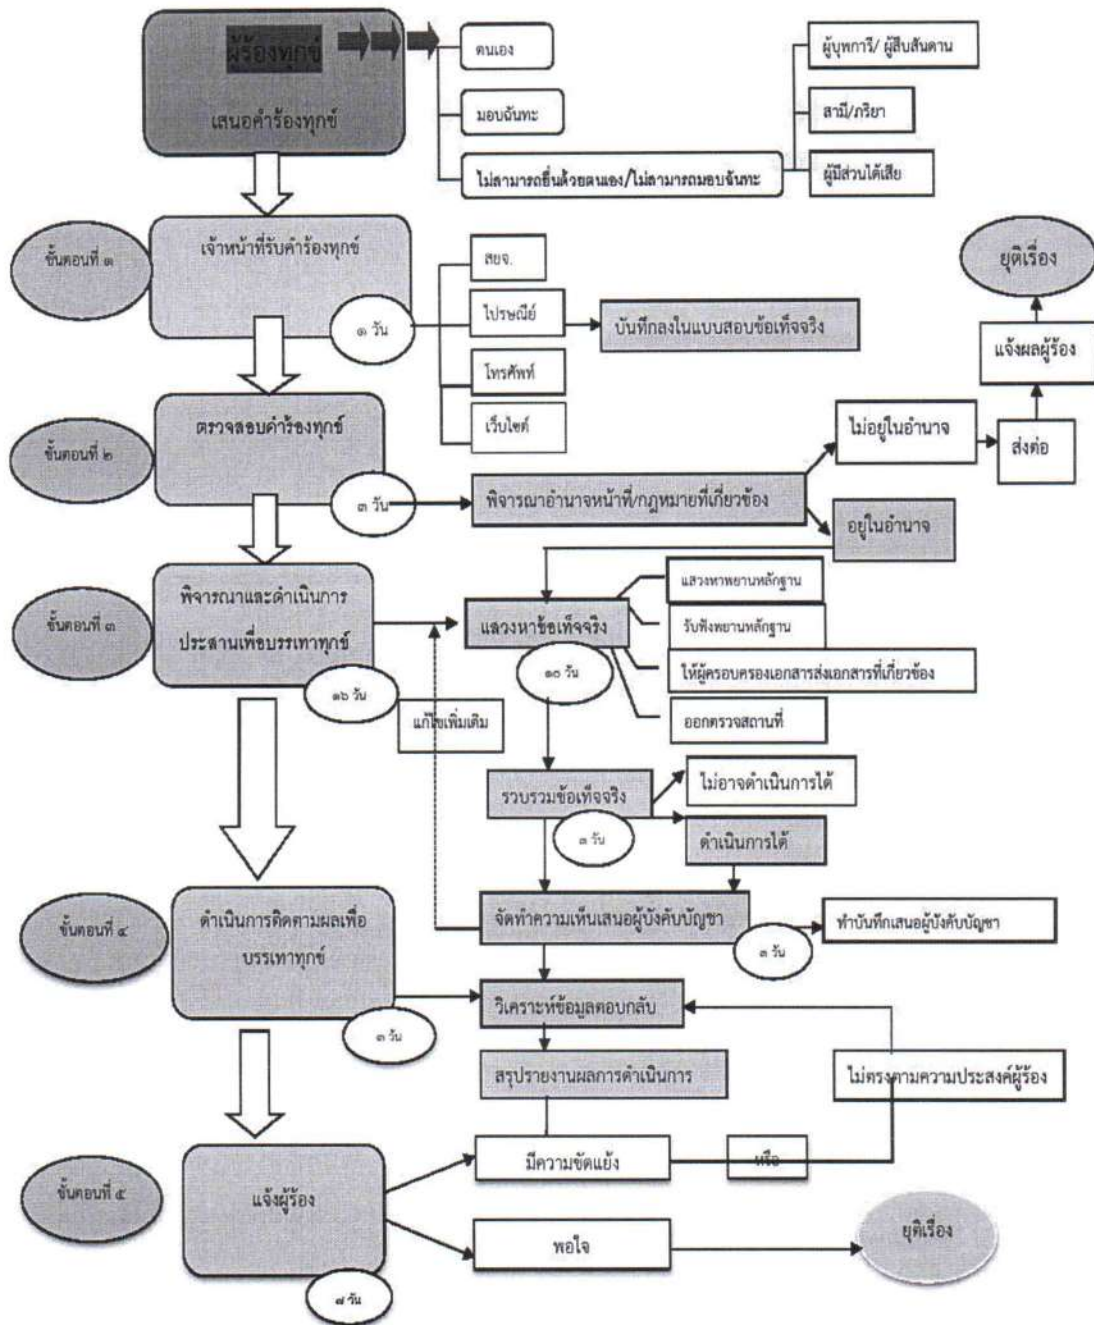 ผู้ร้องทุกข์
เสนอคำร้องทุกข์
ตนเอง
มอบฉันทะ
ไม่สามารถยื่นด้วยตนเอง/ไม่สามารถมอบฉันทะ
ผู้บุพการี/ ผู้สืบสันดาน
สามี/ภริยา
ผู้มีส่วนได้เสีย
ขั้นตอนที่ ๑
เจ้าหน้าที่รับคำร้องทุกข์
๑ วัน
สยจ.
ไปรษณีย์
โทรศัพท์
เว็บไซต์
บันทึกลงในแบบสอบข้อเท็จจริง
ยุติเรื่อง
แจ้งผลผู้ร้อง
ส่งต่อ
ขั้นตอนที่ ๒
ตรวจสอบคำร้องทุกข์
๓ วัน
พิจารณาอำนาจหน้าที่/กฎหมายที่เกี่ยวข้อง
ไม่อยู่ในอำนาจ
อยู่ในอำนาจ
ขั้นตอนที่ ๓
พิจารณาและดำเนินการ
ประสานเพื่อบรรเทาทุกข์
๑๖ วัน
แก้ไขเพิ่มเติม
แสวงหาข้อเท็จจริง
๑๐ วัน
แสวงหาพยานหลักฐาน
รับฟังพยานหลักฐาน
ให้ผู้ครอบครองเอกสารส่งเอกสารที่เกี่ยวข้อง
ออกตรวจสถานที่
รวบรวมข้อเท็จจริง
๓ วัน
ไม่อาจดำเนินการได้
ดำเนินการได้
ขั้นตอนที่ ๔
ดำเนินการติดตามผลเพื่อ
บรรเทาทุกข์
๓ วัน
จัดทำความเห็นเสนอผู้บังคับบัญชา
๓ วัน
ทำบันทึกเสนอผู้บังคับบัญชา
วิเคราะห์ข้อมูลตอบกลับ
สรุปรายงานผลการดำเนินการ
ไม่ตรงตามความประสงค์ผู้ร้อง
ขั้นตอนที่ ๕
แจ้งผู้ร้อง
๗ วัน
มีความขัดแย้ง
หรือ
พอใจ
ยุติเรื่อง